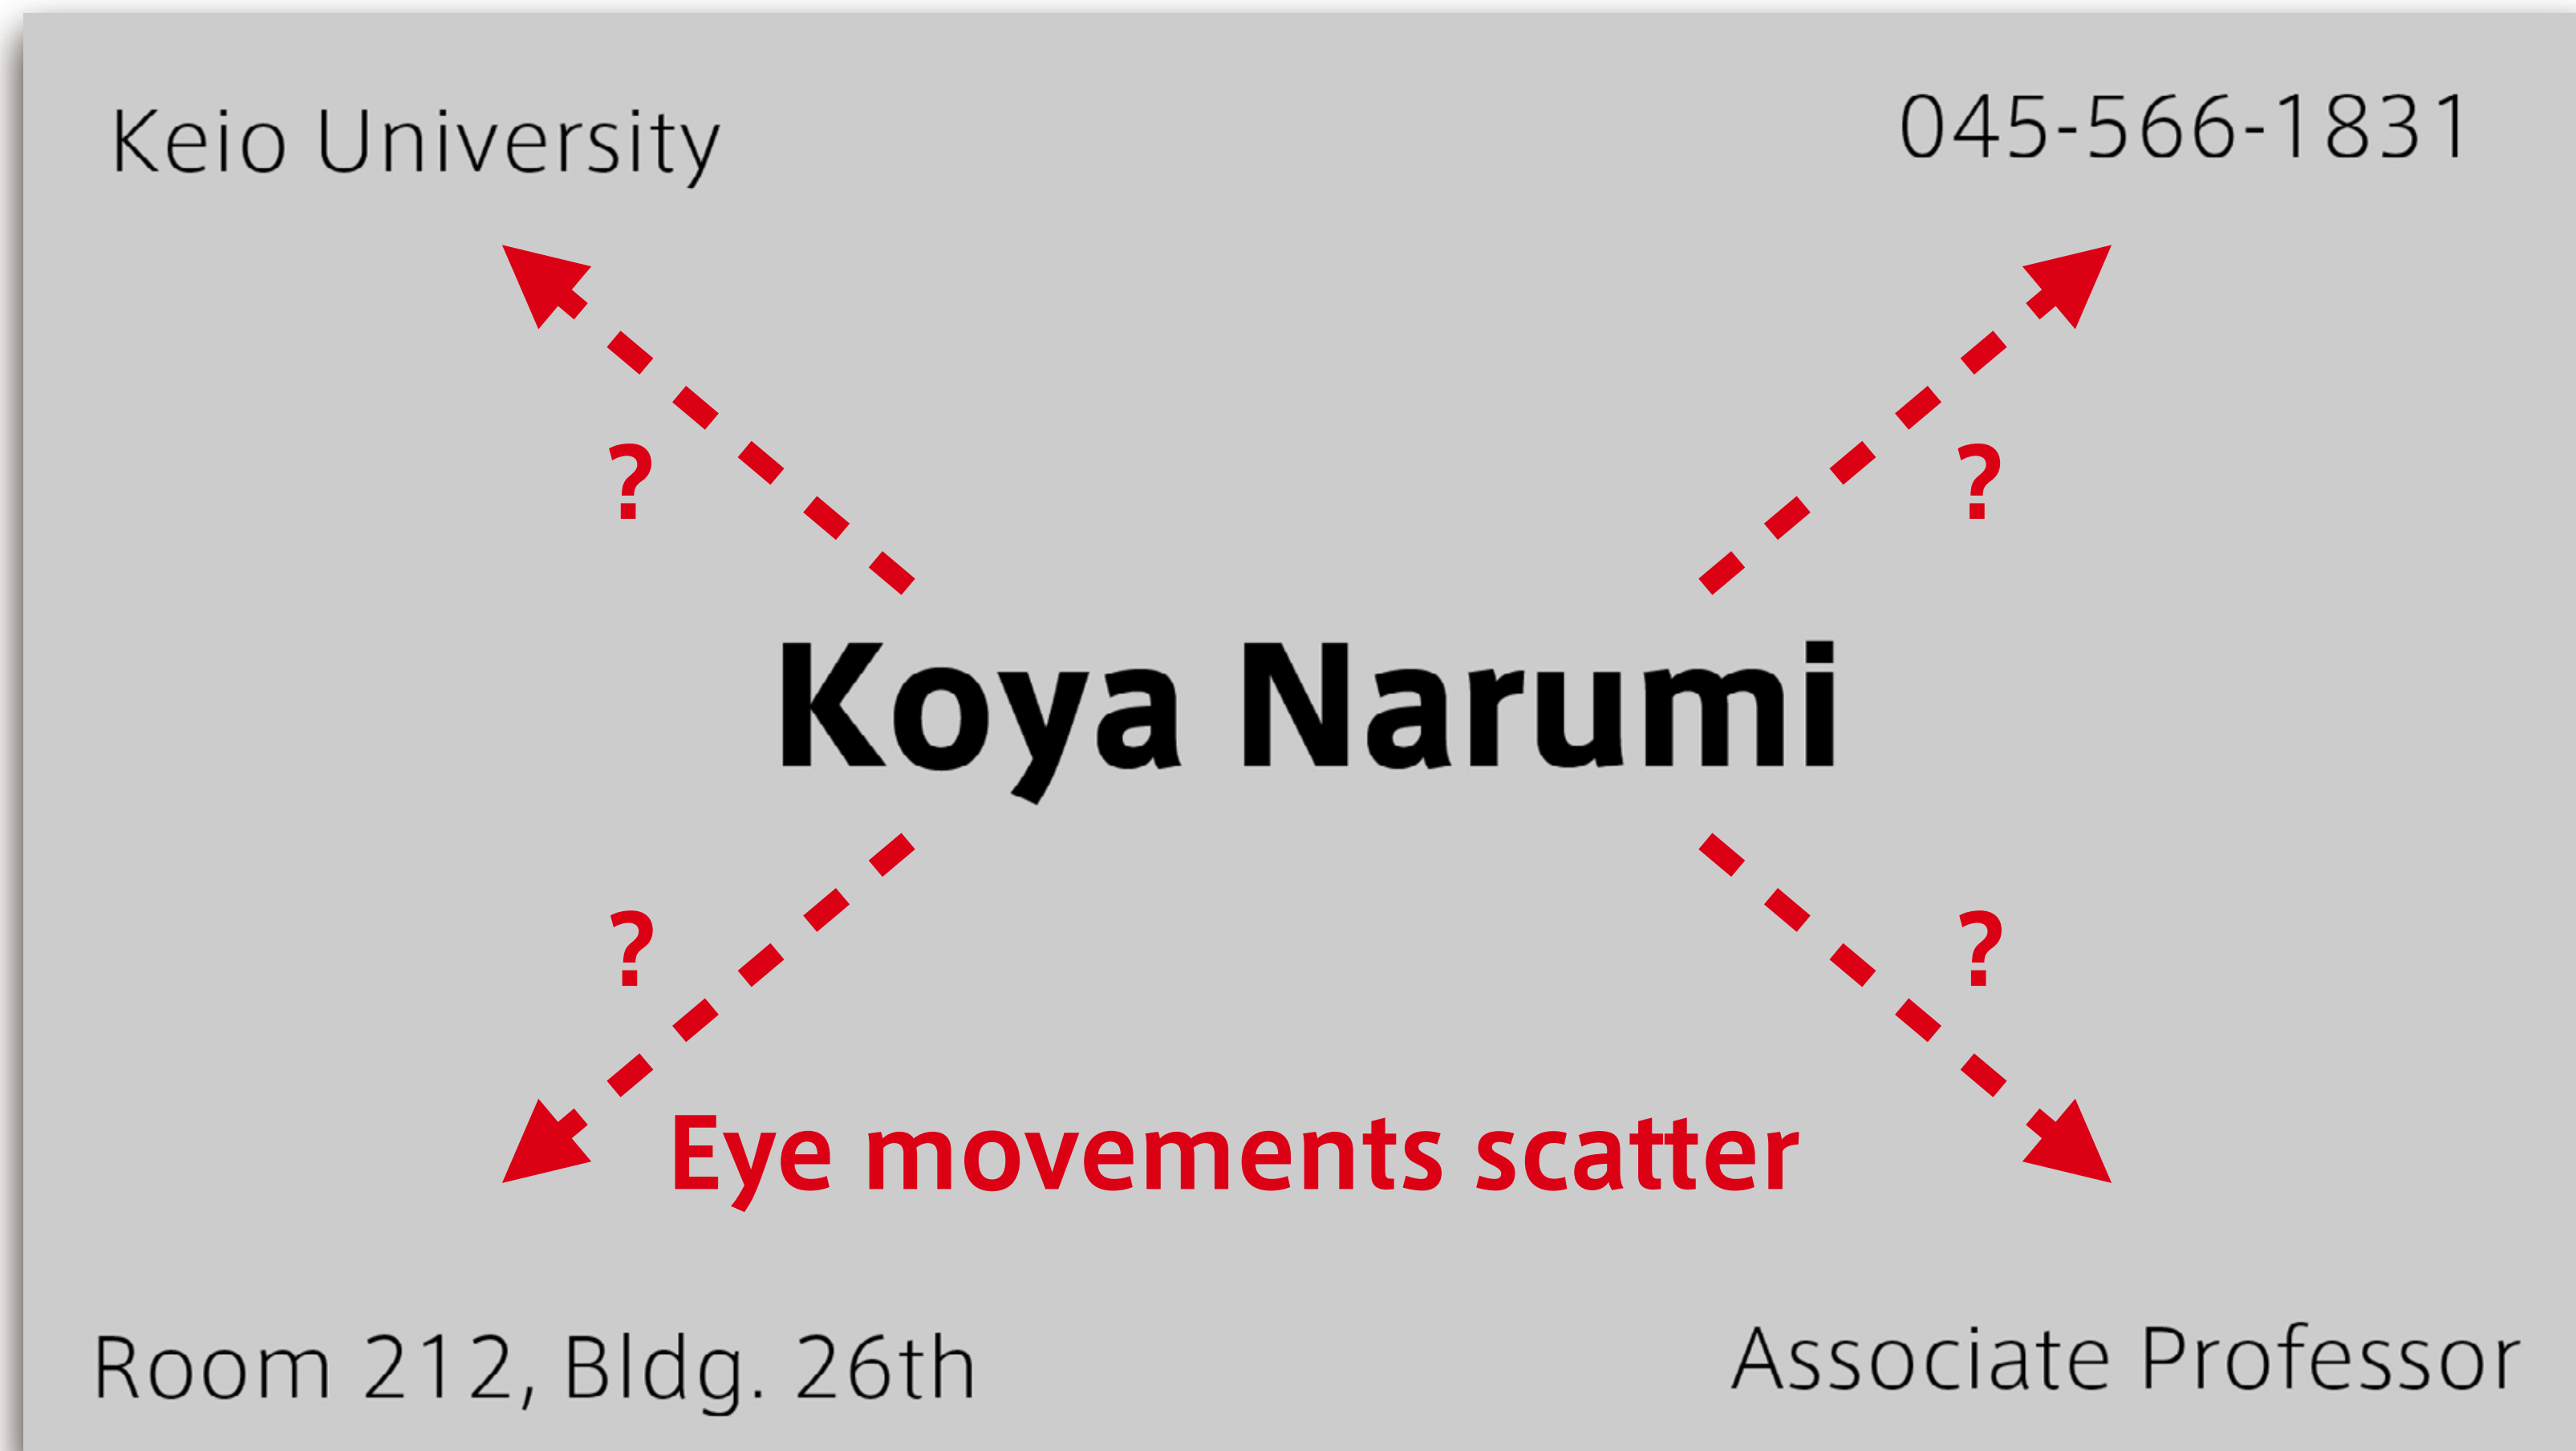 Keio University
045-566-1831
?
?
Koya Narumi
?
?
Eye movements scatter
Room 212, Bldg. 26th
Associate Professor